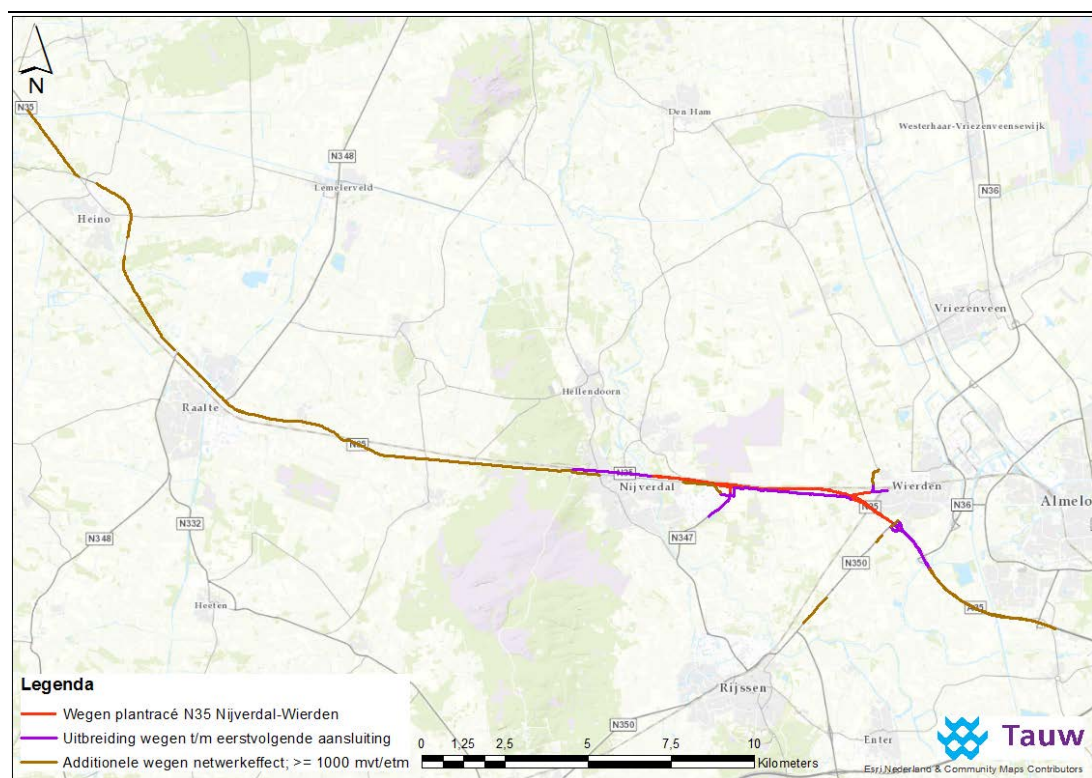 N
N35
Den Ham
Westerhaar-Vriezenveensewijk
N348
Lemelerveld
N36
Heino
Vriezenveen
Hellendoorn
Raalte
N35
N35
Nijverdal
Wierden
N35
N36
Almelo
N332
N348
N347
N350
A35
Heeten
Rijssen
N350
Enter
Legenda
Wegen plantracé N35 Nijverdal-Wierden
Uitbreiding wegen t/m eerstvolgende aansluiting
Additionele wegen netwerkeffect; >= 1000 mvt/etm
0 1,25 2,5 5 7,5 10
Kilometers
Tauw
Esri Nederland & Community Maps Contributors